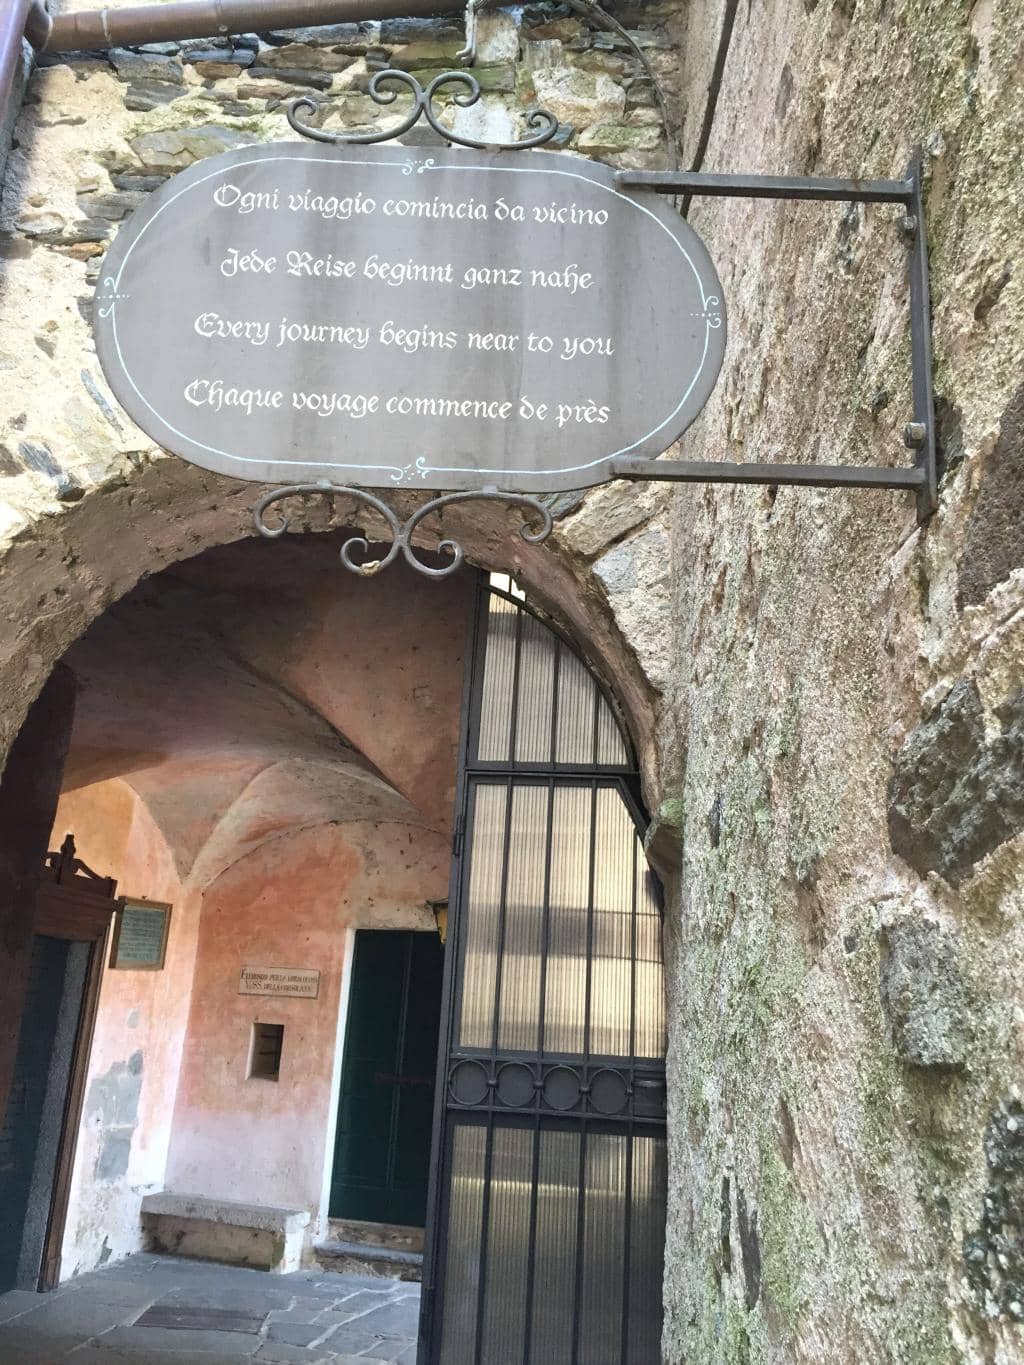 Ogni viaggio comincia da vicino
Jede Reise beginnt ganz nahe
Every journey begins near to you
Chaque voyage commence de près
DELLA